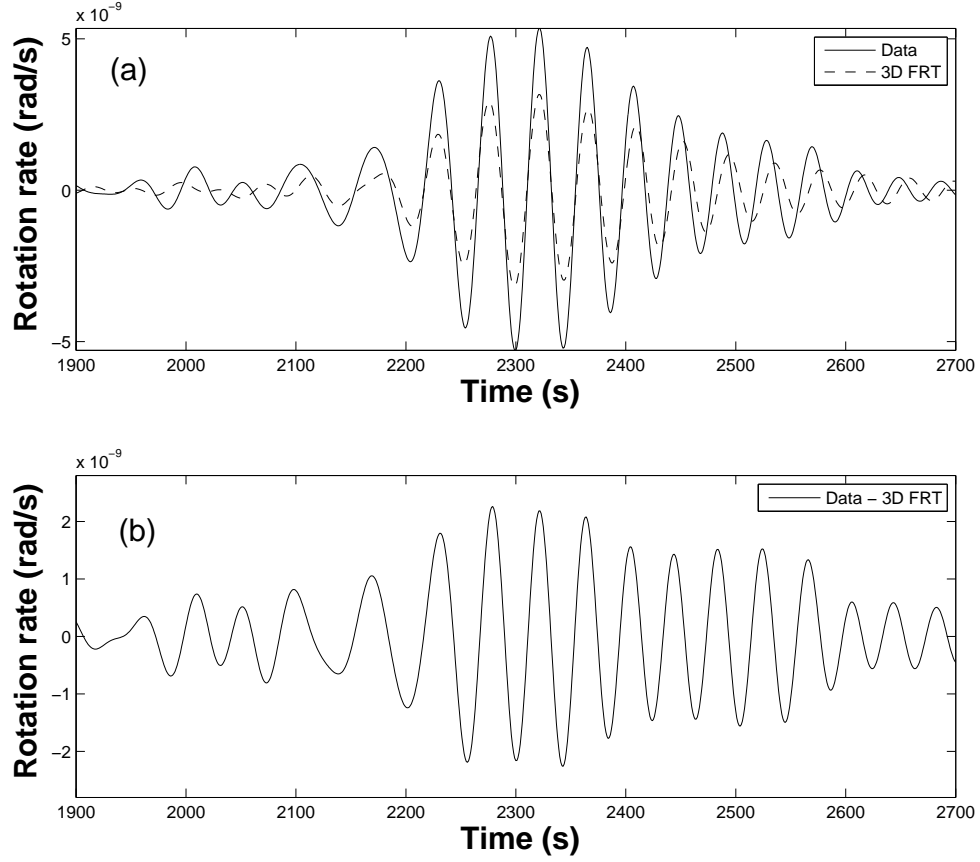 x 10⁻⁹
5
0
−5
Rotation rate (rad/s)
(a)
Data
3D FRT
1900 2000 2100 2200 2300 2400 2500 2600 2700
Time (s)
x 10⁻⁹
2
1
0
−1
−2
Rotation rate (rad/s)
(b)
Data − 3D FRT
1900 2000 2100 2200 2300 2400 2500 2600 2700
Time (s)